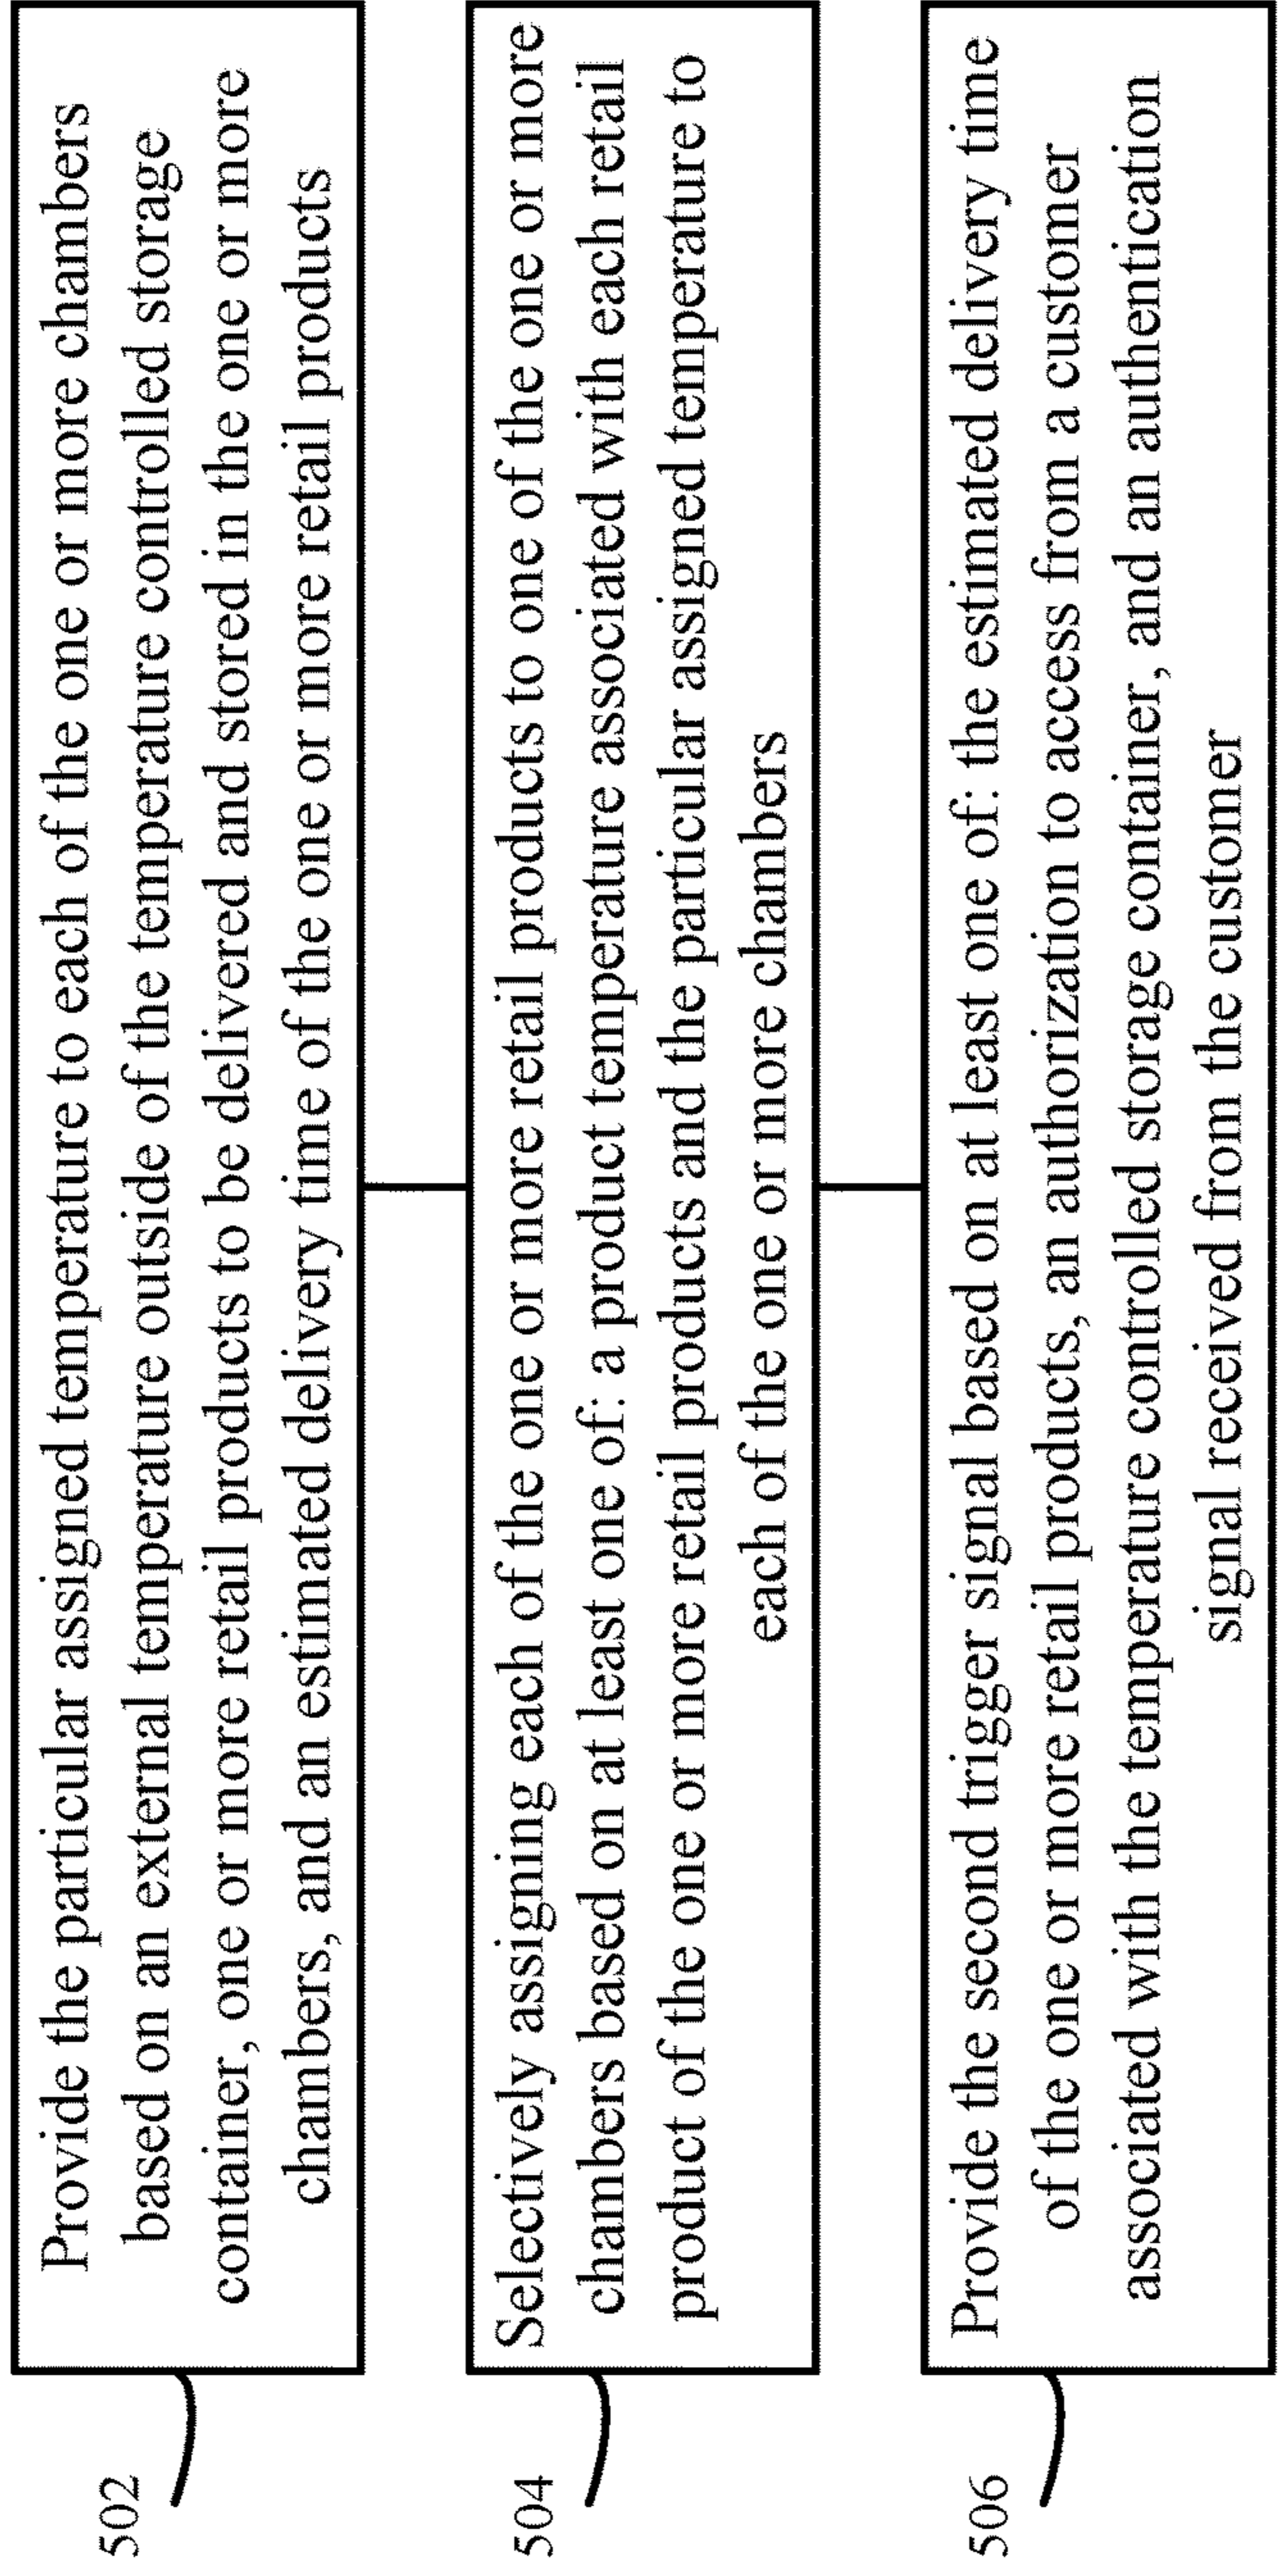 502
Provide the particular assigned temperature to each of the one or more chambers
based on an external temperature outside of the temperature controlled storage
container, one or more retail products to be delivered and stored in the one or more
chambers, and an estimated delivery time of the one or more retail products
504
Selectively assigning each of the one or more retail products to one of the one or more
chambers based on at least one of: a product temperature associated with each retail
product of the one or more retail products and the particular assigned temperature to
each of the one or more chambers
506
Provide the second trigger signal based on at least one of: the estimated delivery time
of the one or more retail products, an authorization to access from a customer
associated with the temperature controlled storage container, and an authentication
signal received from the customer